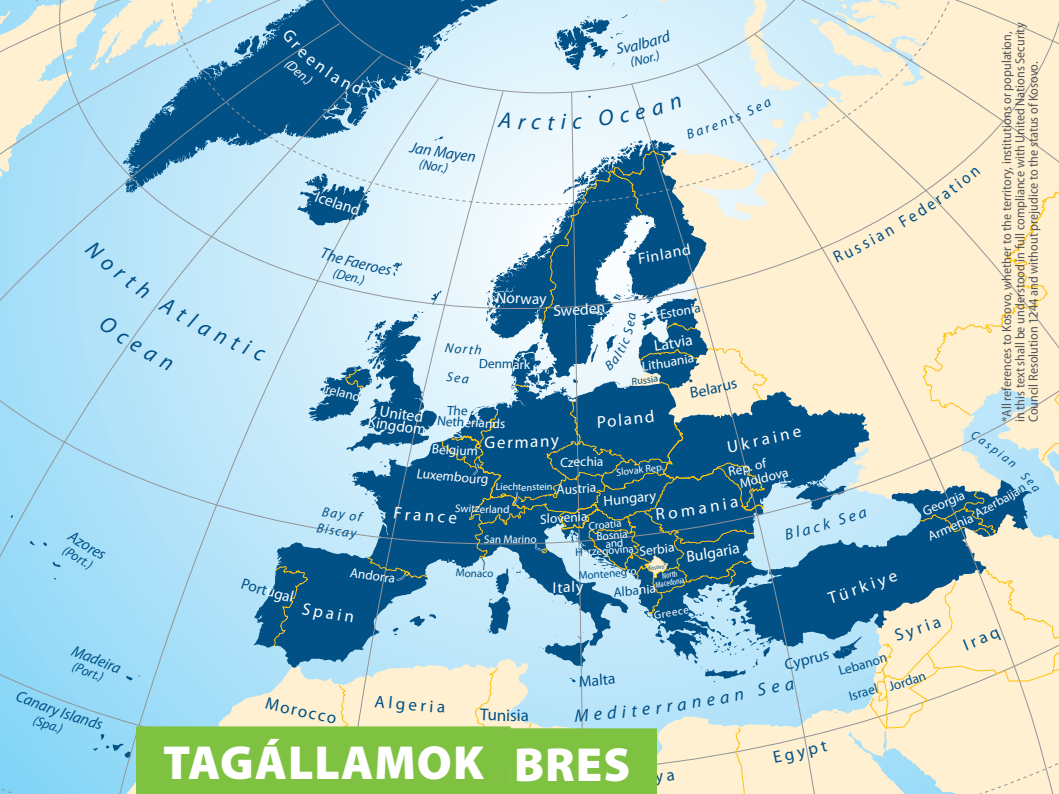 Greenland
(Den.)
Svalbard
(Nor.)
Arctic Ocean
Barents Sea
Jan Mayen
(Nor.)
Iceland
The Faeroes
(Den.)
North Atlantic
Ocean
Russian Federation
*All references to Kosovo, whether to the territory, institutions or population,
in this text shall be understood in full compliance with United Nations Security
Council Resolution 1244 and without prejudice to the status of Kosovo.
Finland
Norway
Sweden
Estonia
Baltic Sea
Latvia
Lithuania
Russia
Belarus
North
Sea
Denmark
Ireland
United
Kingdom
The
Netherlands
Belgium
Germany
Poland
Ukraine
Luxembourg
Czechia
Slovak Rep.
Rep. of
Moldova
Liechtenstein
Austria
Hungary
Romania
Switzerland
France
Slovenia
Croatia
Bosnia
and
Herzegovina
San Marino
Serbia
Bulgaria
Bay of
Biscay
Black Sea
Caspian Sea
Georgia
Armenia
Azerbaijan
Azores
(Port.)
Andorra
Monaco
Italy
Montenegro
North
Macedonia
Albania
Greece
Türkiye
Portugal
Spain
Syria
Iraq
Madeira
(Port.)
Malta
Cyprus
Lebanon
Israel
Jordan
Mediterranean Sea
Canary Islands
(Spa.)
Morocco
Algeria
Tunisia
Egypt
ya
TAGÁLLAMOK BRES